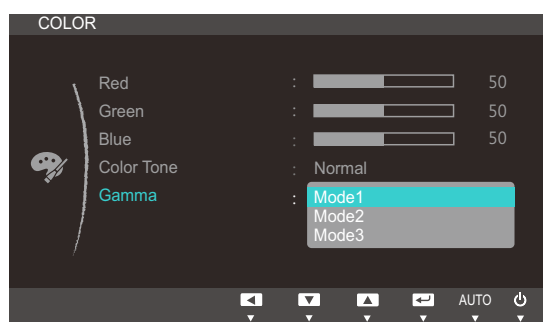 COLOR
Red : 50
Green : 50
Blue : 50
Color Tone : Normal
Gamma : Mode1
Mode2
Mode3
AUTO